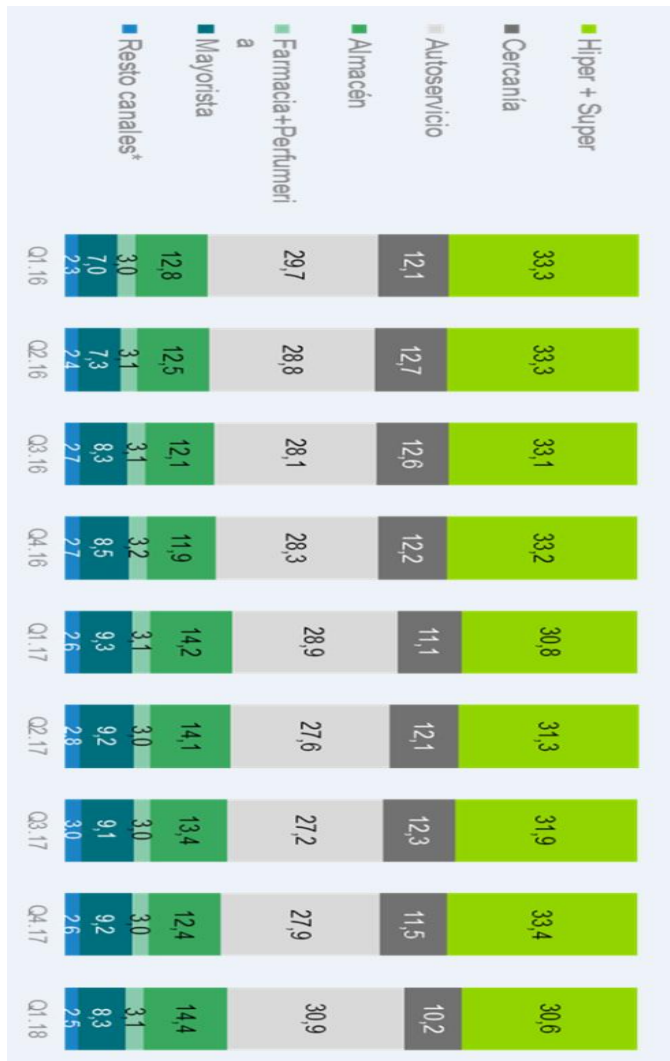 Hiper + Super
Cercanía
Autoservicio
Almacén
Farmacia+Perfumeri
a
Mayorista
Resto canales*
33,3 33,3 33,1 33,2 30,8 31,3 31,9 33,4 30,6
12,1 12,7 12,6 12,2 11,1 12,1 12,3 11,5 10,2
29,7 28,8 28,1 28,3 28,9 27,6 27,2 27,9 30,9
12,8 12,5 12,1 11,9 14,2 14,1 13,4 12,4 14,4
3,0 3,1 3,1 3,2 3,1 3,0 3,0 3,0 3,1
7,0 7,3 8,3 8,5 9,3 9,2 9,1 9,2 8,3
2,3 2,4 2,7 2,7 2,6 2,8 3,0 2,6 2,5
Q1.16 Q2.16 Q3.16 Q4.16 Q1.17 Q2.17 Q3.17 Q4.17 Q1.18